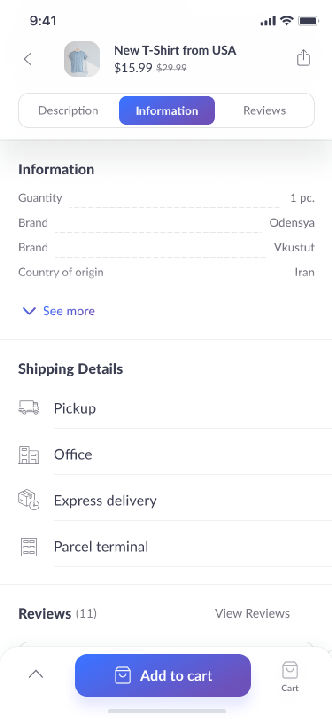 9:41
New T-Shirt from USA
$15.99 $29.99
Description Information Reviews
Information
Guantity 1 pc.
Brand Odensya
Brand Vkustut
Country of origin Iran
See more
Shipping Details
Pickup
Office
Express delivery
Parcel terminal
Reviews (11) View Reviews
Add to cart
Cart